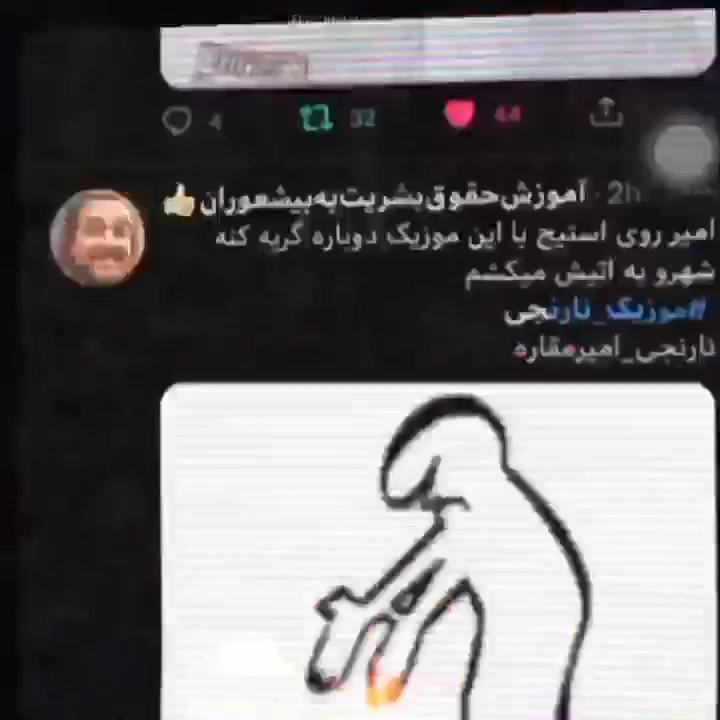 4 32 44
آموزش‌حقوق‌بشریت‌به‌بیشعوران👍 · 2h
امیر روی استیج با این موزیک دوباره گریه کنه
شهرو به اتیش میکشم
#موزیک_نارنجی
نارنجی_امیرمقاره